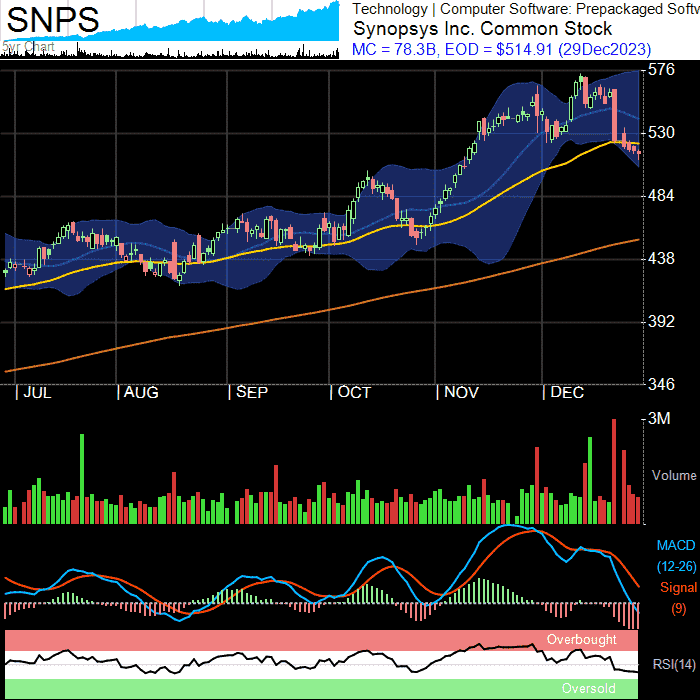 SNPS
5yr Chart
Technology | Computer Software: Prepackaged Softw
Synopsys Inc. Common Stock
MC = 78.3B, EOD = $514.91 (29Dec2023)
576
530
484
438
392
346
| JUL | AUG | SEP | OCT | NOV | DEC
3M
Volume
MACD
(12-26)
Signal
(9)
Overbought
RSI(14)
Oversold